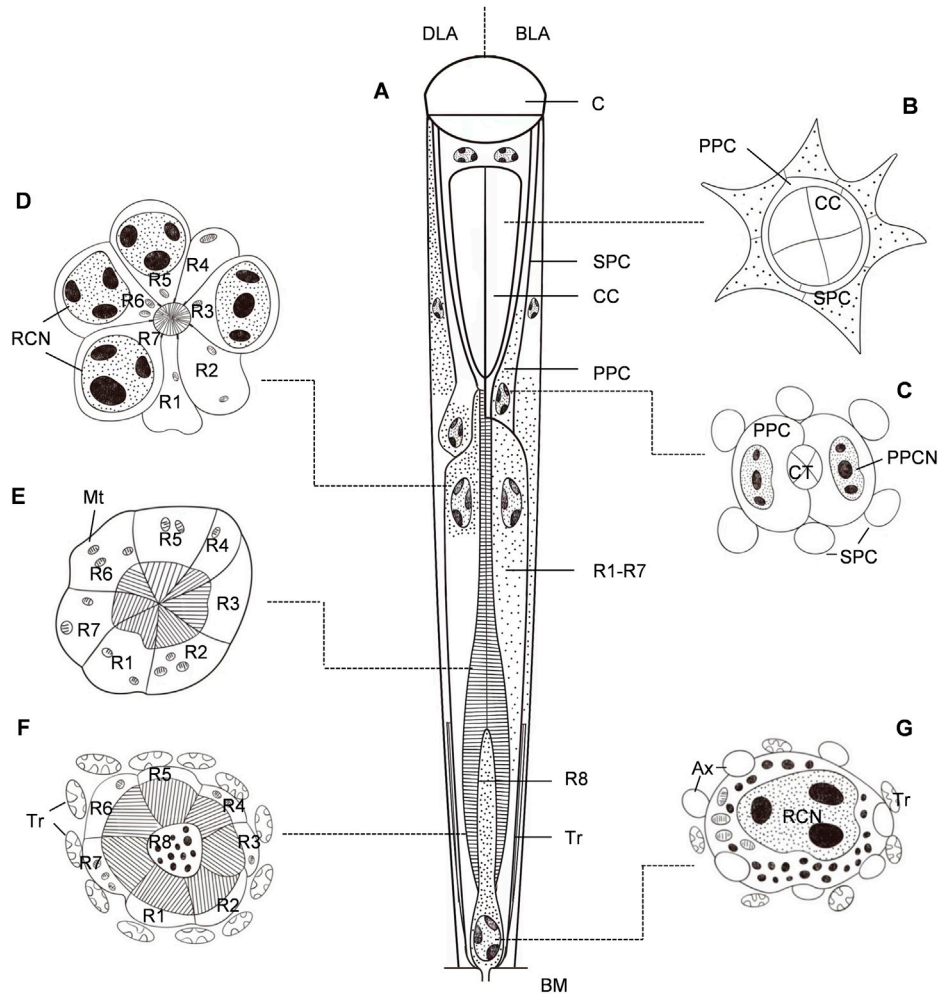 DLA
BLA
A
C
B
PPC
CC
SPC
D
R5
R4
R6
R3
R7
R2
R1
RCN
SPC
CC
PPC
C
PPC
CT
PPCN
SPC
E
Mt
R5
R4
R6
R3
R7
R2
R1
R1-R7
F
R5
R6
R4
Tr
R8
R3
R7
R1
R2
R8
Tr
G
Ax
Tr
RCN
BM